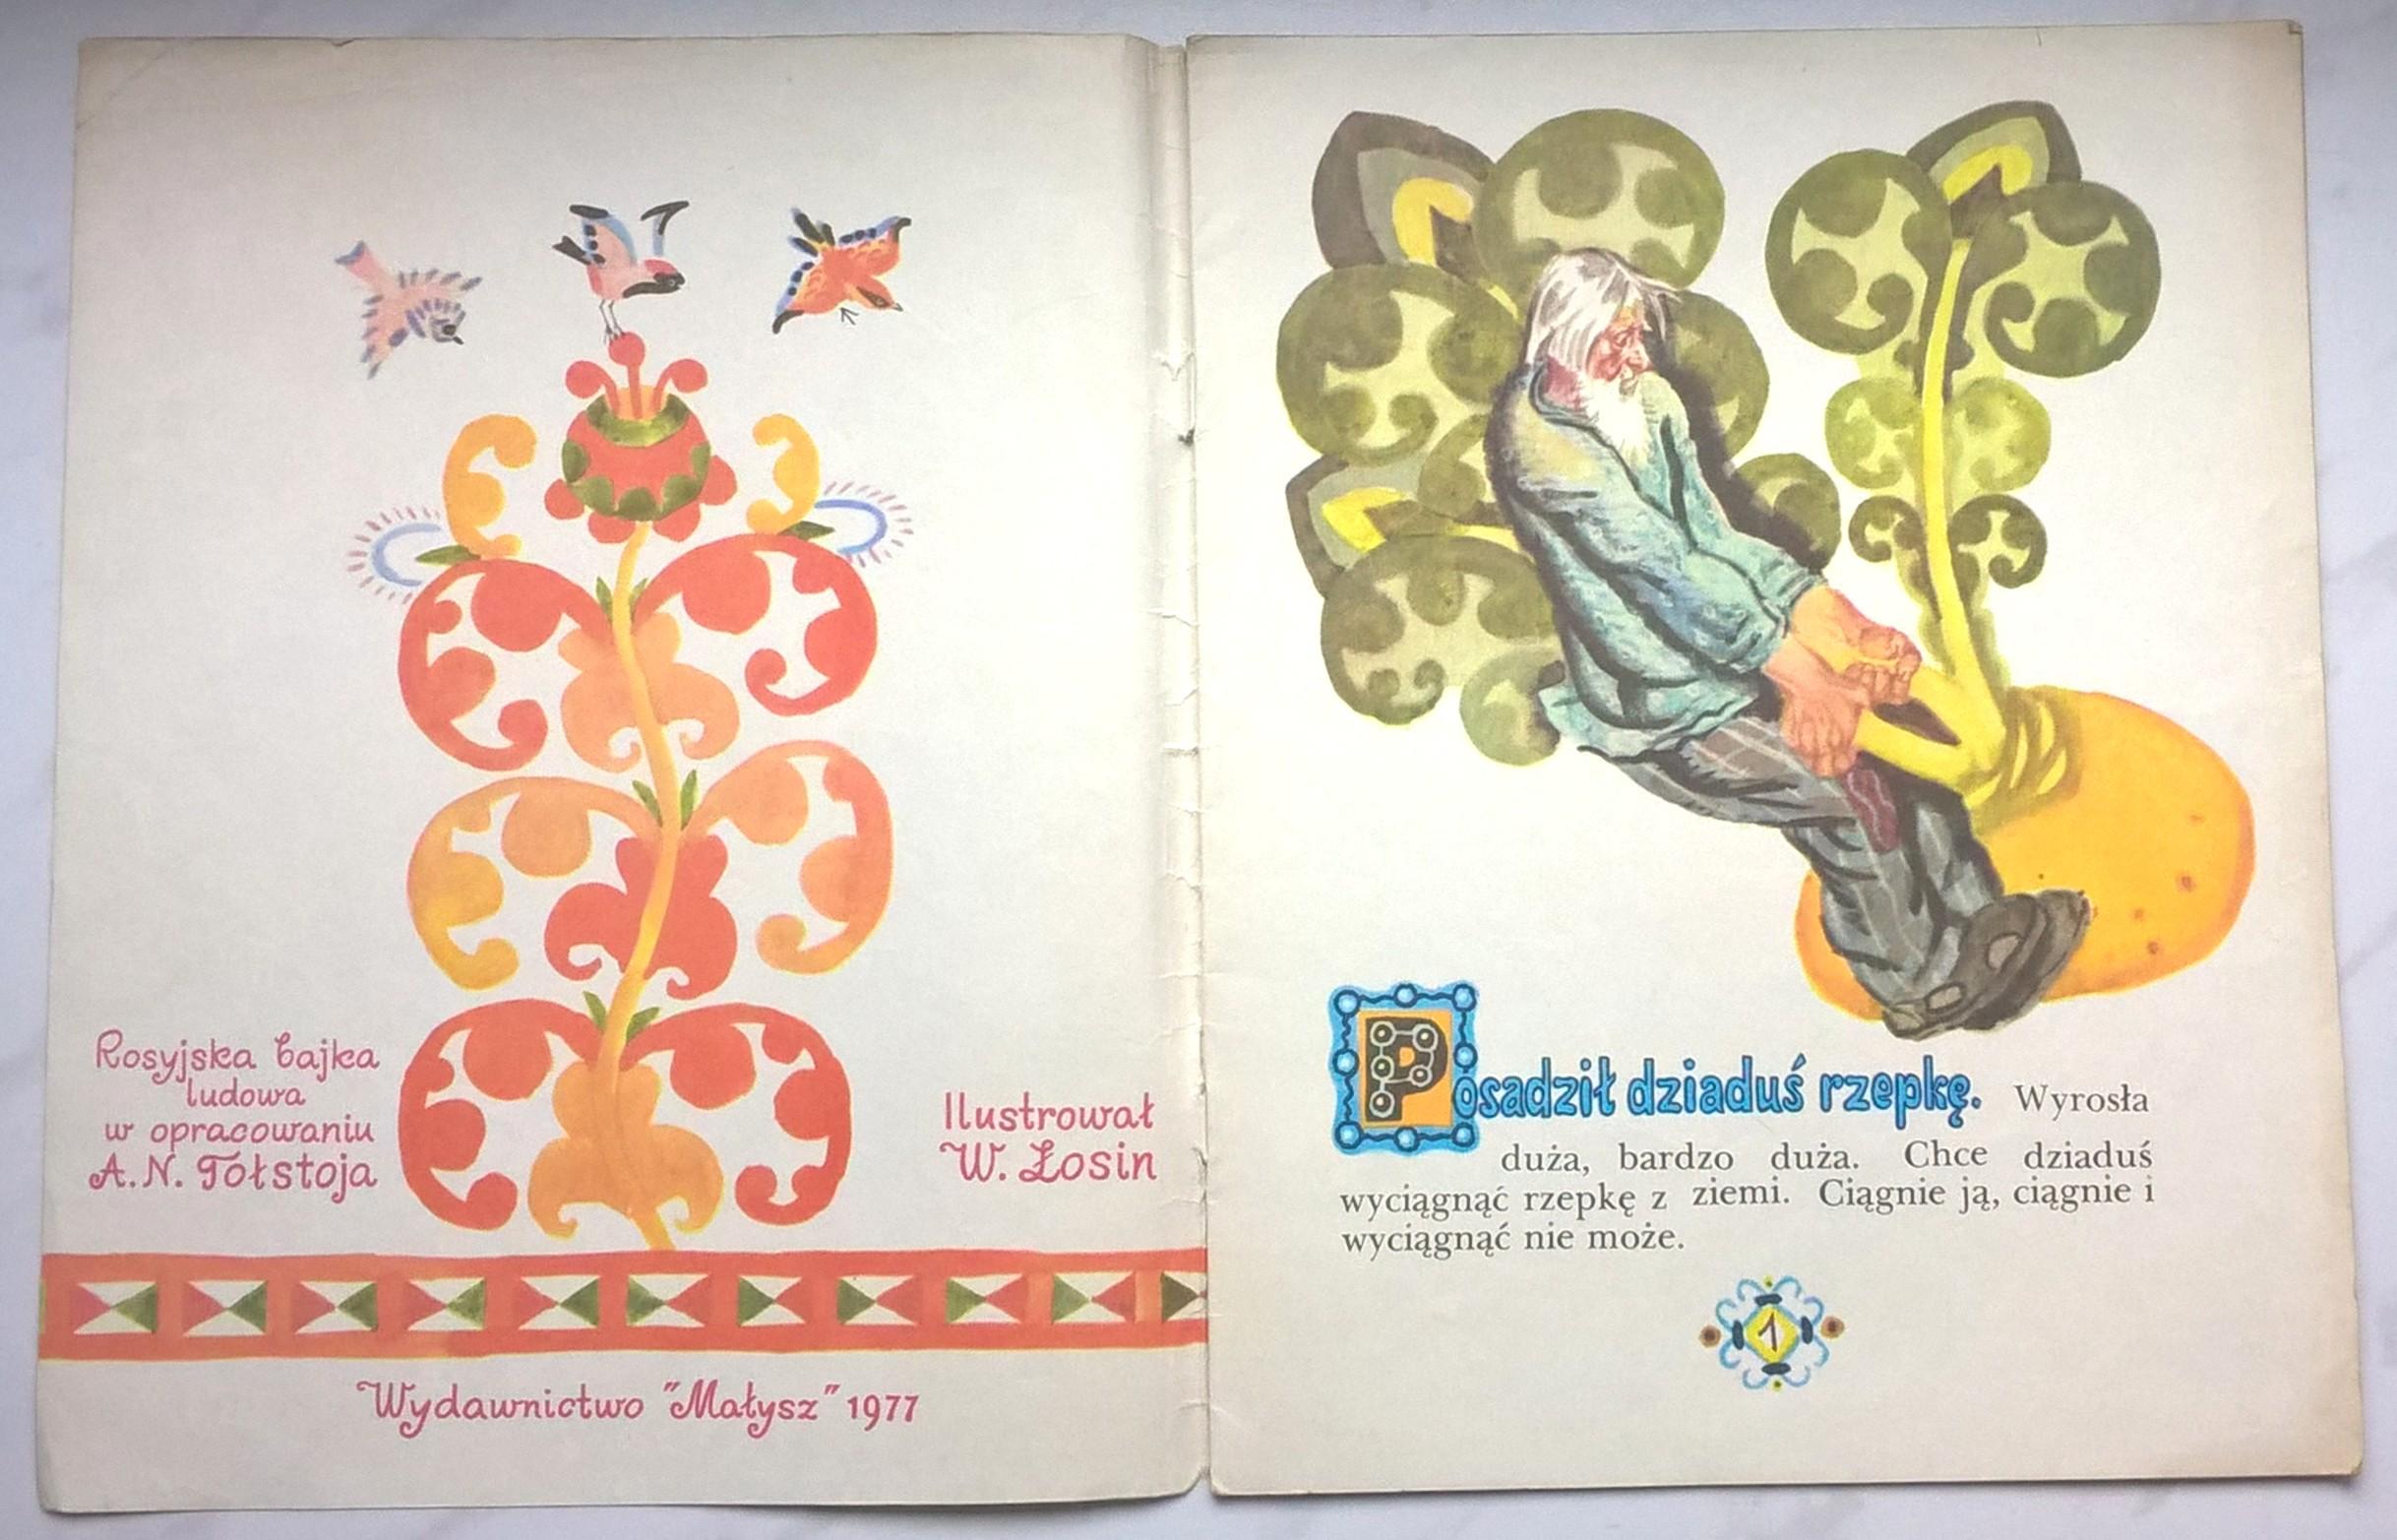 Rosyjska bajka
ludowa
w opracowaniu
A.N. Tołstoja
Ilustrował
W. Łosin
Wydawnictwo "Małysz" 1977
Posadził dziaduś rzepkę. Wyrosła
duża, bardzo duża. Chce dziaduś
wyciągnąć rzepkę z ziemi. Ciągnie ją, ciągnie i
wyciągnąć nie może.
1